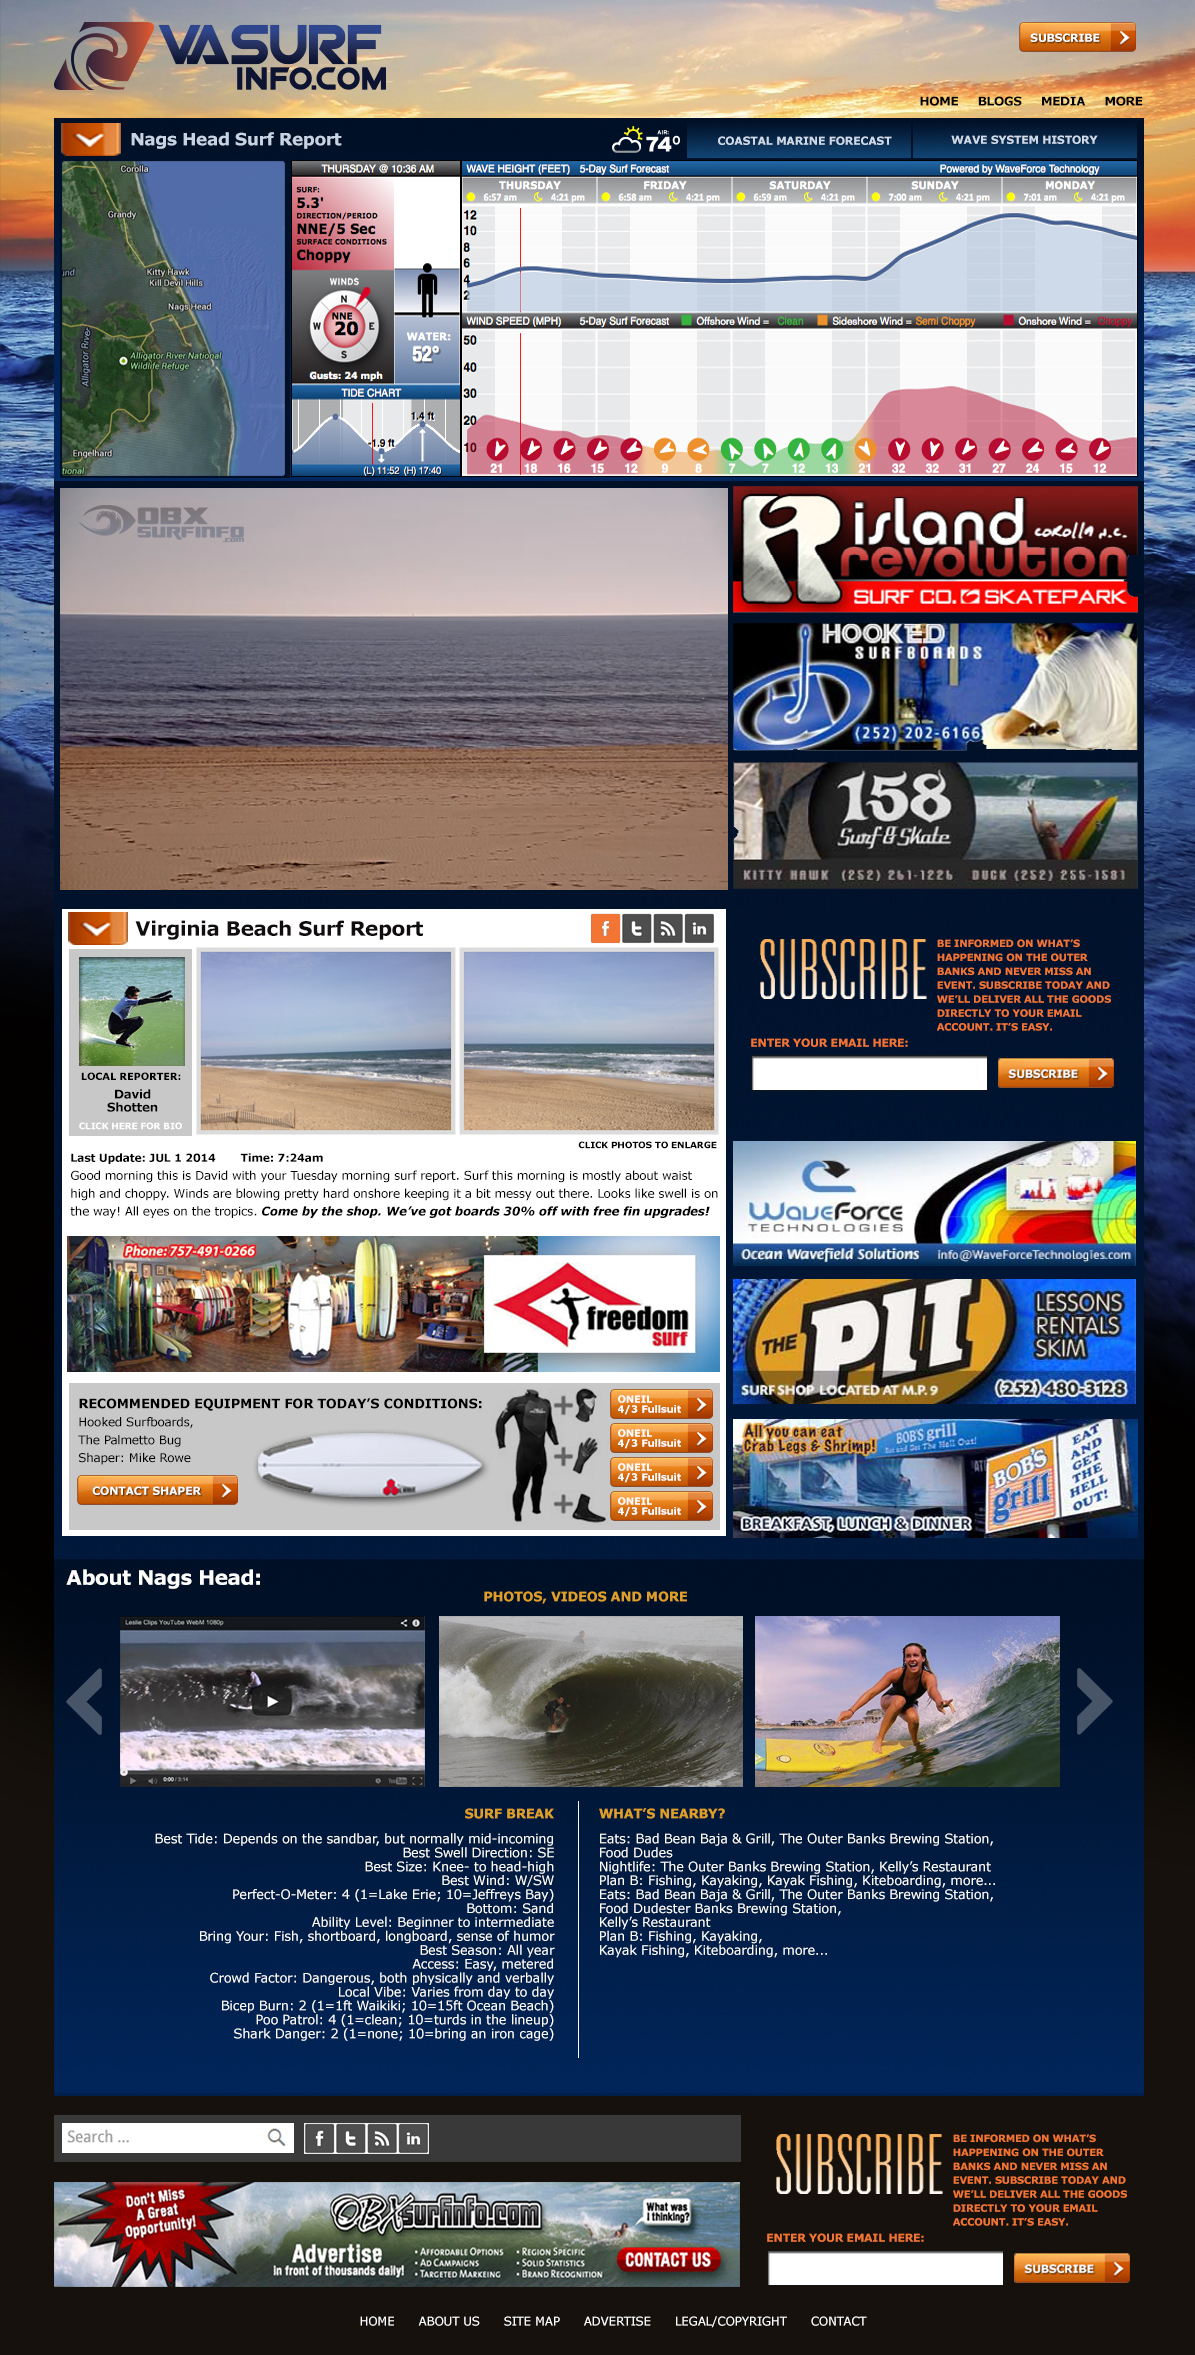 VASURF
INFO.COM
SUBSCRIBE
HOME BLOGS MEDIA MORE
Nags Head Surf Report
AIR:
74°
COASTAL MARINE FORECAST
WAVE SYSTEM HISTORY
Corolla
Grandy
Kitty Hawk
Kill Devil Hills
Nags Head
Alligator River
Alligator River National
Wildlife Refuge
Engelhard
tional
THURSDAY @ 10:36 AM
SURF:
5.3'
DIRECTION/PERIOD
NNE/5 Sec
SURFACE CONDITIONS
Choppy
WINDS
N
W
NNE
20
E
S
Gusts: 24 mph
WATER:
52°
TIDE CHART
1.4 ft
-1.9 ft
(L) 11:52 (H) 17:40
WAVE HEIGHT (FEET) 5-Day Surf Forecast Powered by WaveForce Technology
THURSDAY FRIDAY SATURDAY SUNDAY MONDAY
6:57 am 4:21 pm 6:58 am 4:21 pm 6:59 am 4:21 pm 7:00 am 4:21 pm 7:01 am 4:21 pm
12
10
8
6
4
2
WIND SPEED (MPH) 5-Day Surf Forecast Offshore Wind = Clean Sideshore Wind = Semi Choppy Onshore Wind = Choppy
50
40
30
20
10
21 18 16 15 12 9 8 7 7 12 13 21 32 32 31 27 24 15 12
OBX
SURFINFO
.com
iR island
corolla n.c.
revolution
SURF CO. SKATEPARK
HOOKED
SURFBOARDS
(252) 202-6166
158
Surf & Skate
KITTY HAWK (252) 261-1226 DUCK (252) 255-1581
Virginia Beach Surf Report
LOCAL REPORTER:
David
Shotten
CLICK HERE FOR BIO
CLICK PHOTOS TO ENLARGE
Last Update: JUL 1 2014 Time: 7:24am
Good morning this is David with your Tuesday morning surf report. Surf this morning is mostly about waist
high and choppy. Winds are blowing pretty hard onshore keeping it a bit messy out there. Looks like swell is on
the way! All eyes on the tropics. Come by the shop. We've got boards 30% off with free fin upgrades!
Phone: 757-491-0266
freedom
surf
RECOMMENDED EQUIPMENT FOR TODAY'S CONDITIONS:
Hooked Surfboards,
The Palmetto Bug
Shaper: Mike Rowe
CONTACT SHAPER
ONEIL
4/3 Fullsuit
ONEIL
4/3 Fullsuit
ONEIL
4/3 Fullsuit
ONEIL
4/3 Fullsuit
SUBSCRIBE
BE INFORMED ON WHAT'S
HAPPENING ON THE OUTER
BANKS AND NEVER MISS AN
EVENT. SUBSCRIBE TODAY AND
WE'LL DELIVER ALL THE GOODS
DIRECTLY TO YOUR EMAIL
ACCOUNT. IT'S EASY.
ENTER YOUR EMAIL HERE:
SUBSCRIBE
WaveForce
TECHNOLOGIES
Ocean Wavefield Solutions info@WaveForceTechnologies.com
THE PIT
LESSONS
RENTALS
SKIM
SURF SHOP LOCATED AT M.P. 9 (252) 480-3128
All you can eat
Crab Legs & Shrimp!
BOB'S grill
Eat and Get The Hell Out!
BOB'S
grill
EAT
AND
GET
THE
HELL
OUT!
BREAKFAST, LUNCH & DINNER
About Nags Head:
PHOTOS, VIDEOS AND MORE
Leslie Clips YouTube WebM 1080p
0:00 / 3:14
YouTube
SURF BREAK
Best Tide: Depends on the sandbar, but normally mid-incoming
Best Swell Direction: SE
Best Size: Knee- to head-high
Best Wind: W/SW
Perfect-O-Meter: 4 (1=Lake Erie; 10=Jeffreys Bay)
Bottom: Sand
Ability Level: Beginner to intermediate
Bring Your: Fish, shortboard, longboard, sense of humor
Best Season: All year
Access: Easy, metered
Crowd Factor: Dangerous, both physically and verbally
Local Vibe: Varies from day to day
Bicep Burn: 2 (1=1ft Waikiki; 10=15ft Ocean Beach)
Poo Patrol: 4 (1=clean; 10=turds in the lineup)
Shark Danger: 2 (1=none; 10=bring an iron cage)
WHAT'S NEARBY?
Eats: Bad Bean Baja & Grill, The Outer Banks Brewing Station,
Food Dudes
Nightlife: The Outer Banks Brewing Station, Kelly's Restaurant
Plan B: Fishing, Kayaking, Kayak Fishing, Kiteboarding, more...
Eats: Bad Bean Baja & Grill, The Outer Banks Brewing Station,
Food Dudester Banks Brewing Station,
Kelly's Restaurant
Plan B: Fishing, Kayaking,
Kayak Fishing, Kiteboarding, more...
Search ...
Don't Miss
A Great
Opportunity!
OBXsurfinfo.com
What was
I thinking?
Advertise
in front of thousands daily!
• AFFORDABLE OPTIONS
• AD CAMPAIGNS
• TARGETED MARKEING
• REGION SPECIFIC
• SOLID STATISTICS
• BRAND RECOGNITION
CONTACT US
SUBSCRIBE
BE INFORMED ON WHAT'S
HAPPENING ON THE OUTER
BANKS AND NEVER MISS AN
EVENT. SUBSCRIBE TODAY AND
WE'LL DELIVER ALL THE GOODS
DIRECTLY TO YOUR EMAIL
ACCOUNT. IT'S EASY.
ENTER YOUR EMAIL HERE:
SUBSCRIBE
HOME ABOUT US SITE MAP ADVERTISE LEGAL/COPYRIGHT CONTACT